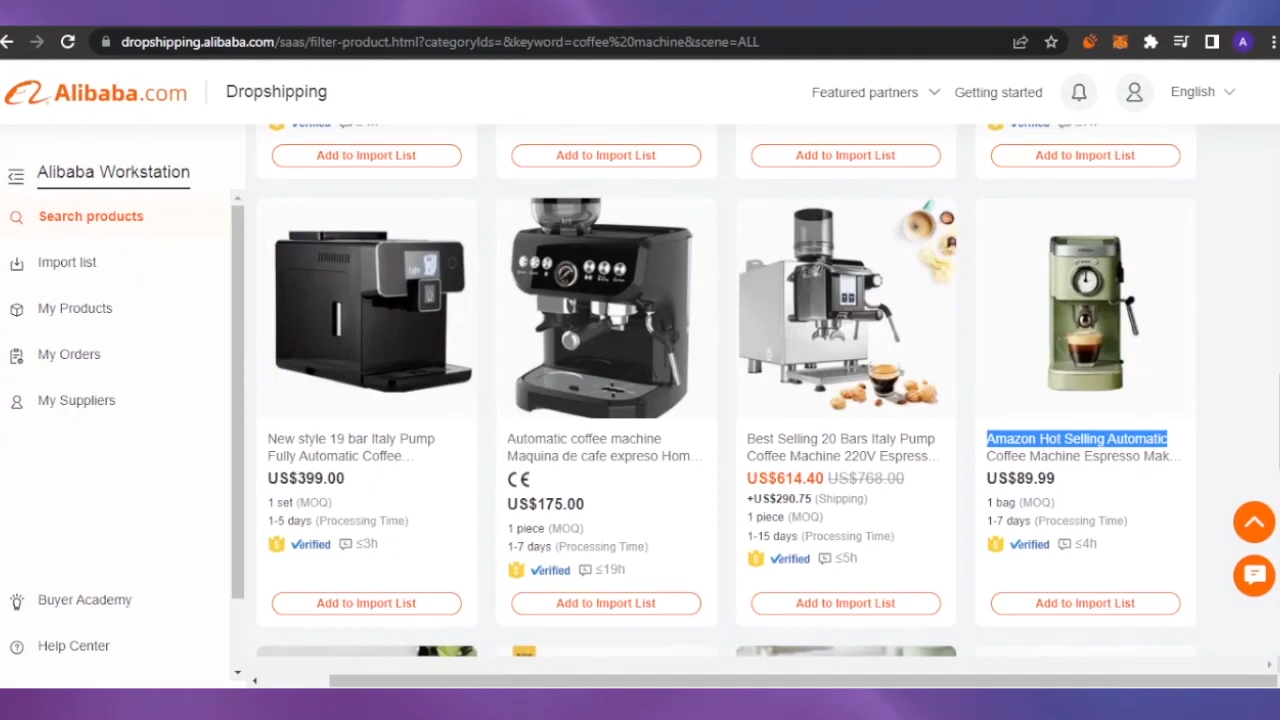 dropshipping.alibaba.com/saas/filter-product.html?categoryIds=&keyword=coffee%20machine&scene=ALL
A
Alibaba.com
Dropshipping
Featured partners
Getting started
English
Verified
Verified
Add to Import List
Add to Import List
Add to Import List
Add to Import List
Alibaba Workstation
Search products
Import list
My Products
My Orders
My Suppliers
Buyer Academy
Help Center
New style 19 bar Italy Pump
Fully Automatic Coffee...
US$399.00
1 set (MOQ)
1-5 days (Processing Time)
Verified ≤3h
Add to Import List
Automatic coffee machine
Maquina de cafe expreso Hom...
CE
US$175.00
1 piece (MOQ)
1-7 days (Processing Time)
Verified ≤19h
Add to Import List
Best Selling 20 Bars Italy Pump
Coffee Machine 220V Espress...
US$614.40 US$768.00
+US$290.75 (Shipping)
1 piece (MOQ)
1-15 days (Processing Time)
Verified ≤5h
Add to Import List
Amazon Hot Selling Automatic
Coffee Machine Espresso Mak...
US$89.99
1 bag (MOQ)
1-7 days (Processing Time)
Verified ≤4h
Add to Import List